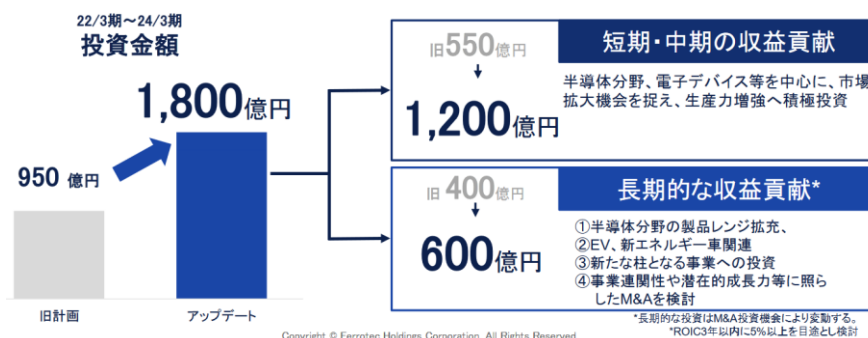 22/3期～24/3期
投資金額
1,800億円
950 億円
旧計画
アップデート
旧550億円
1,200億円
短期・中期の収益貢献
半導体分野、電子デバイス等を中心に、市場
拡大機会を捉え、生産力増強へ積極投資
旧400億円
600億円
長期的な収益貢献*
①半導体分野の製品レンジ拡充、
②EV、新エネルギー車関連
③新たな柱となる事業への投資
④事業連関性や潜在的成長力等に照ら
したM&Aを検討
*長期的な投資はM&A投資機会により変動する。
*ROIC3年以内に5%以上を目途とし検討
Copyright © Ferrotec Holdings Corporation. All Rights Reserved